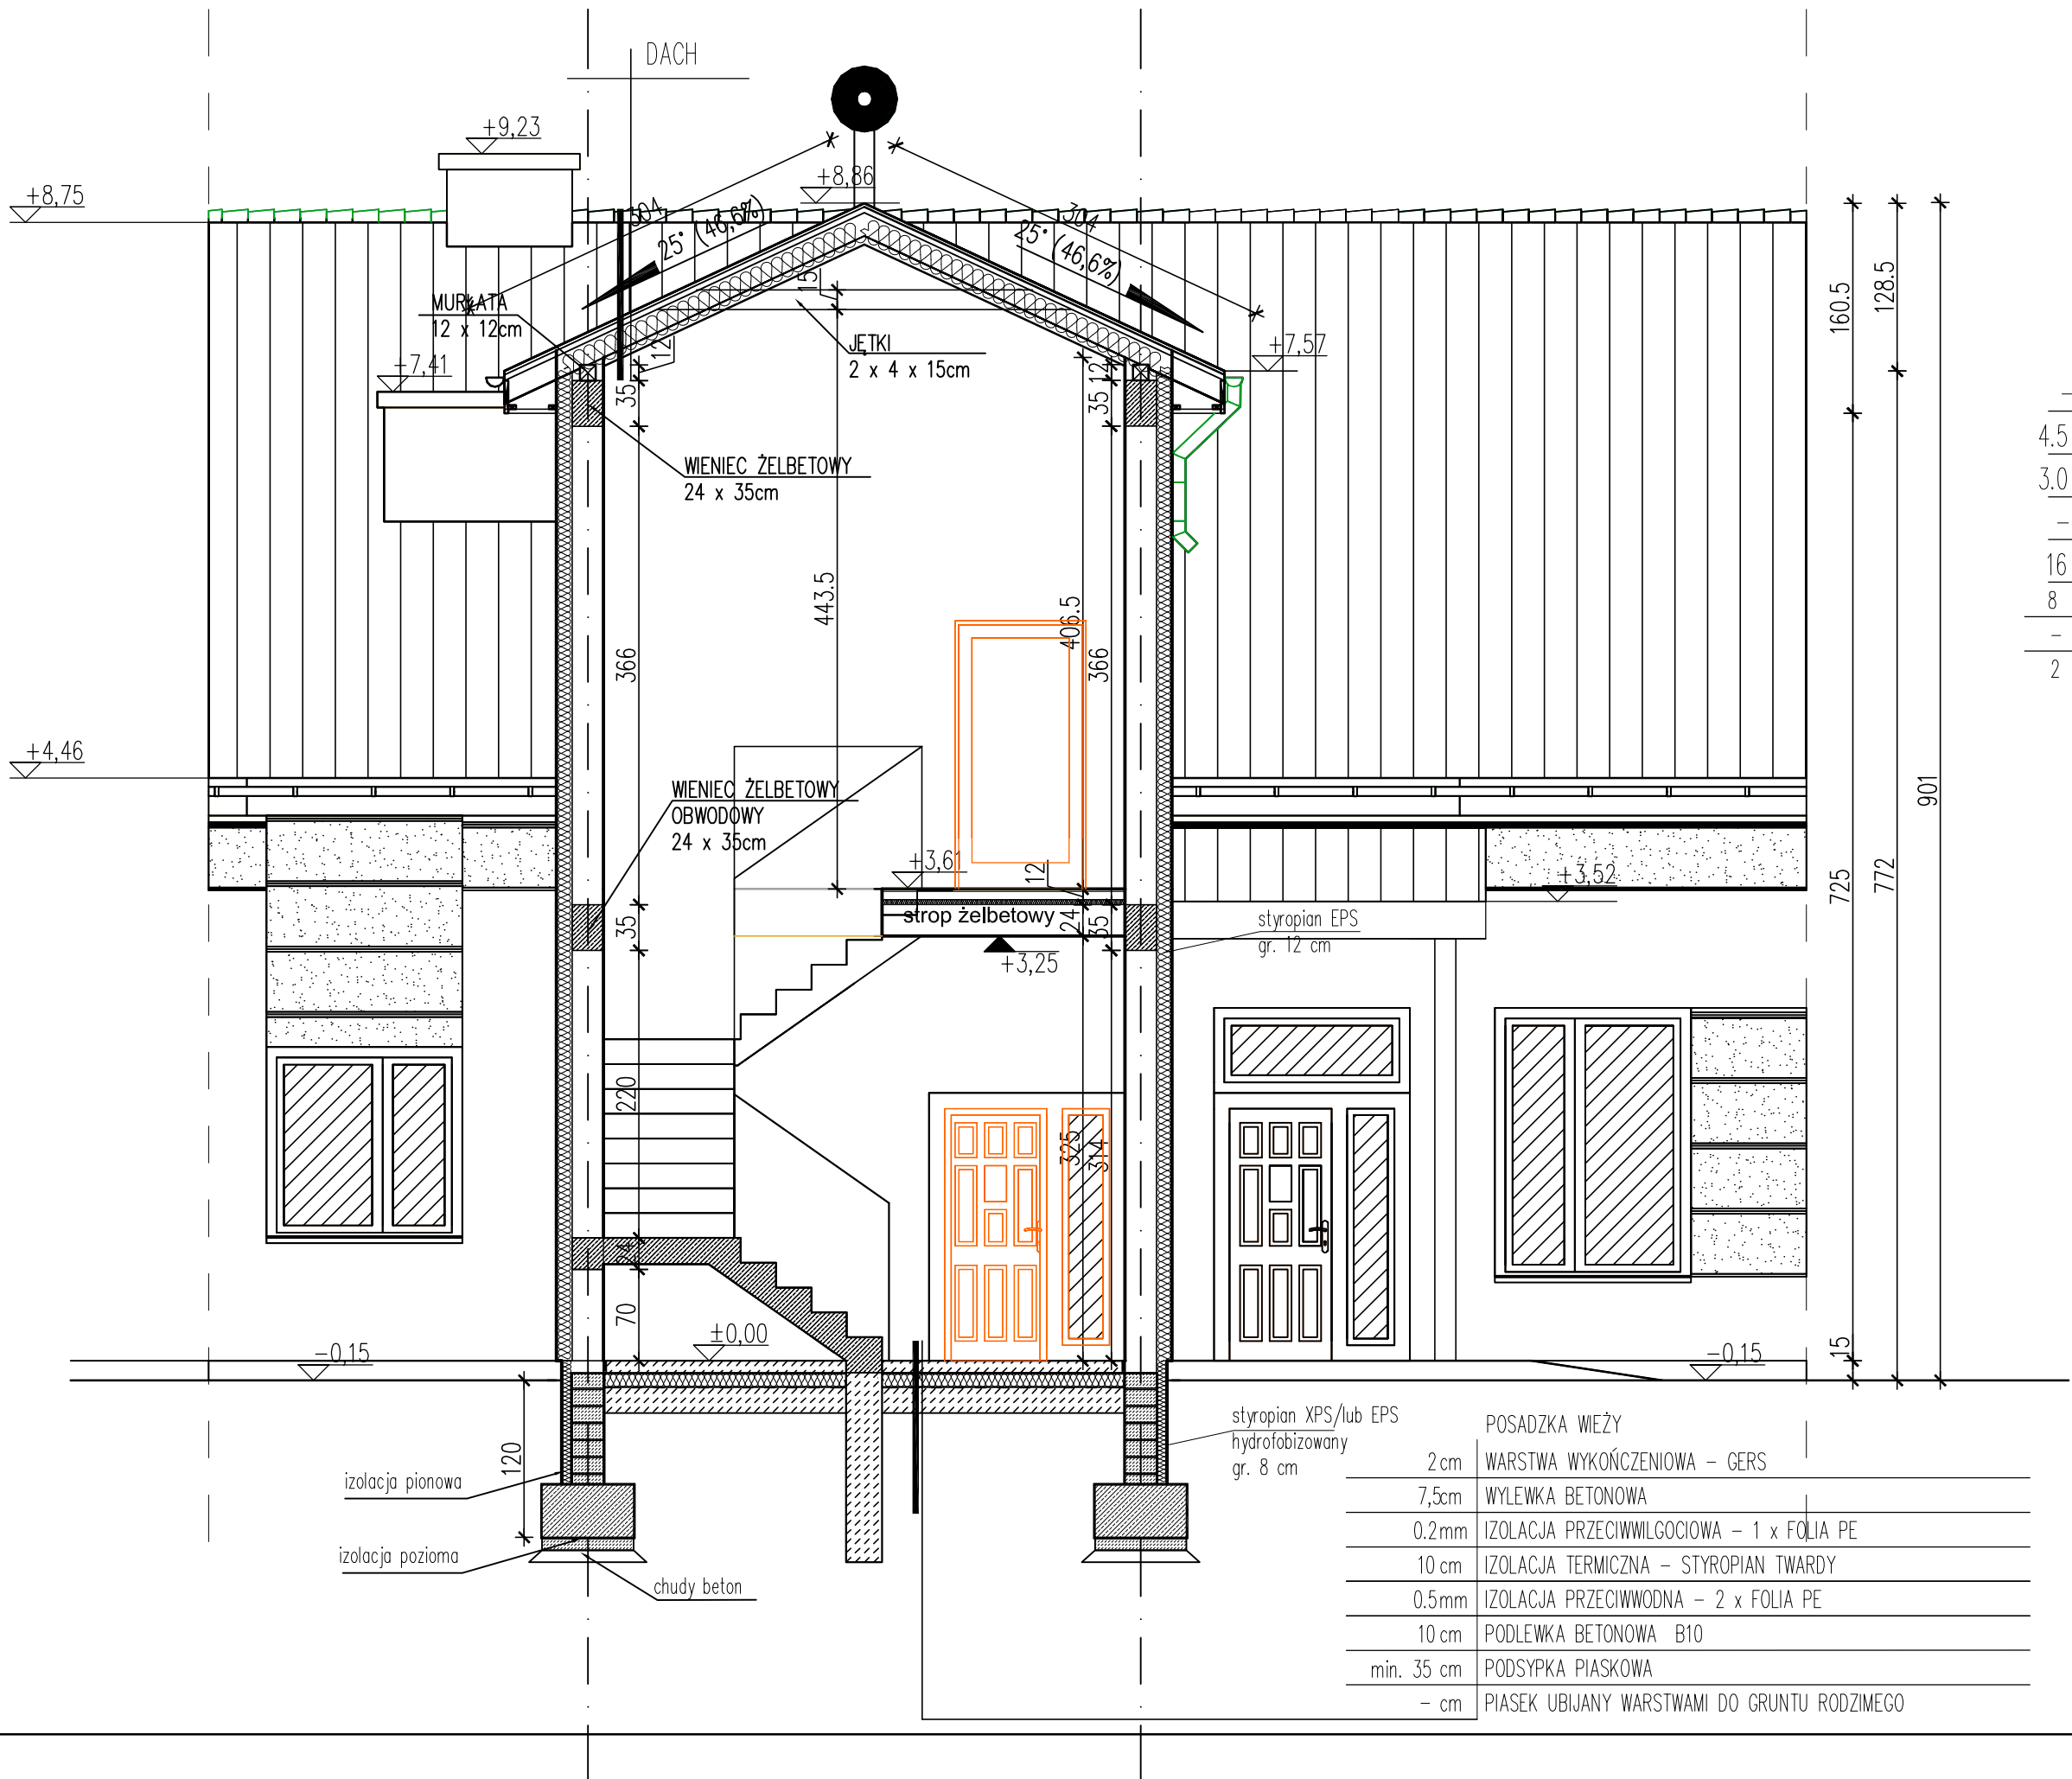 DACH
+9,23
+8,75
+8,86
304
25° (46,6%)
304
25° (46,6%)
MURŁATA
12 x 12cm
15
JĘTKI
2 x 4 x 15cm
+7,41
+7,57
12
35
12
35
160.5
128.5
WIENIEC ŻELBETOWY
24 x 35cm
4.5
3.0
-
16
8
-
2
443.5
406.5
366
366
+4,46
WIENIEC ŻELBETOWY
OBWODOWY
24 x 35cm
901
772
725
+3,61
12
+3,52
35
strop żelbetowy
24
35
styropian EPS
gr. 12 cm
+3,25
220
325
314
24
70
±0,00
-0,15
-0,15
15
120
izolacja pionowa
izolacja pozioma
chudy beton
styropian XPS/lub EPS
hydrofobizowany
gr. 8 cm
POSADZKA WIEŻY
2 cm WARSTWA WYKOŃCZENIOWA - GERS
7,5cm WYLEWKA BETONOWA
0.2mm IZOLACJA PRZECIWWILGOCIOWA - 1 x FOLIA PE
10 cm IZOLACJA TERMICZNA - STYROPIAN TWARDY
0.5mm IZOLACJA PRZECIWWODNA - 2 x FOLIA PE
10 cm PODLEWKA BETONOWA B10
min. 35 cm PODSYPKA PIASKOWA
- cm PIASEK UBIJANY WARSTWAMI DO GRUNTU RODZIMEGO